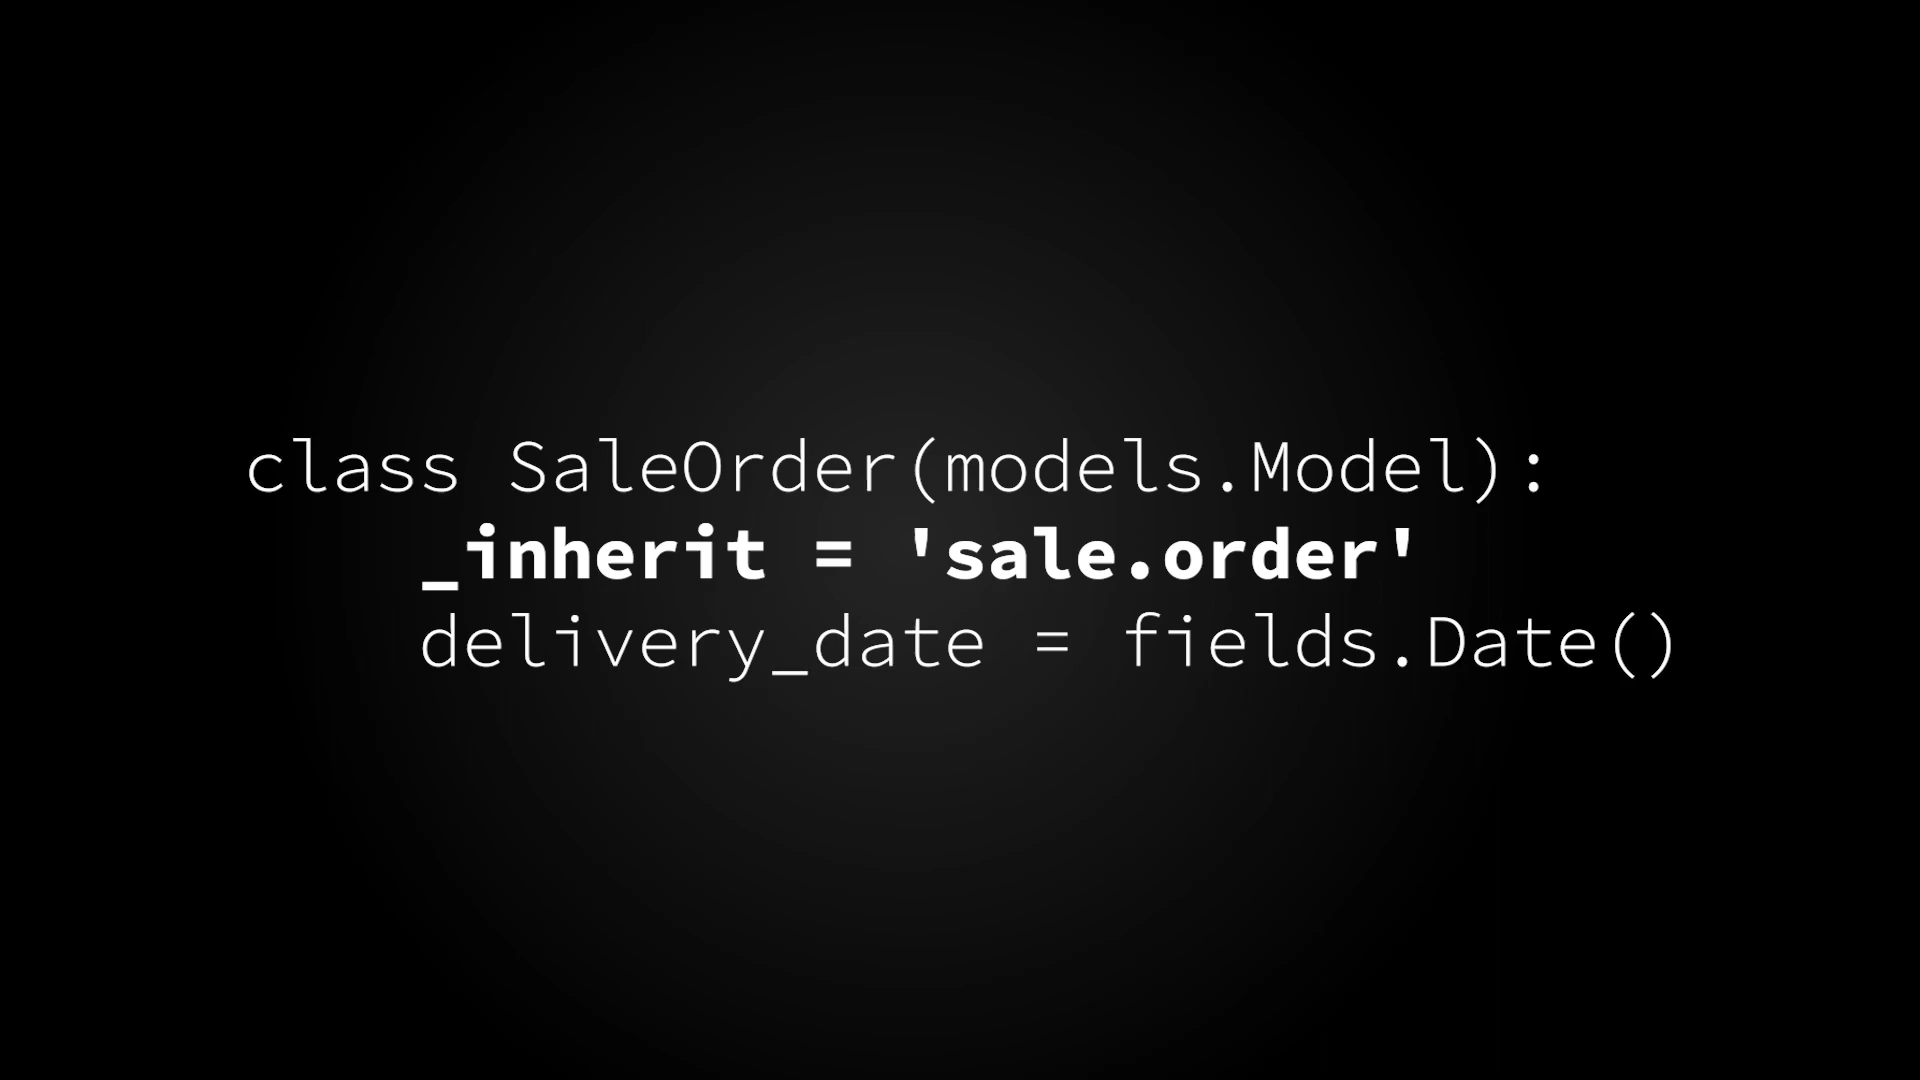 class SaleOrder(models.Model):
    _inherit = 'sale.order'
    delivery_date = fields.Date()